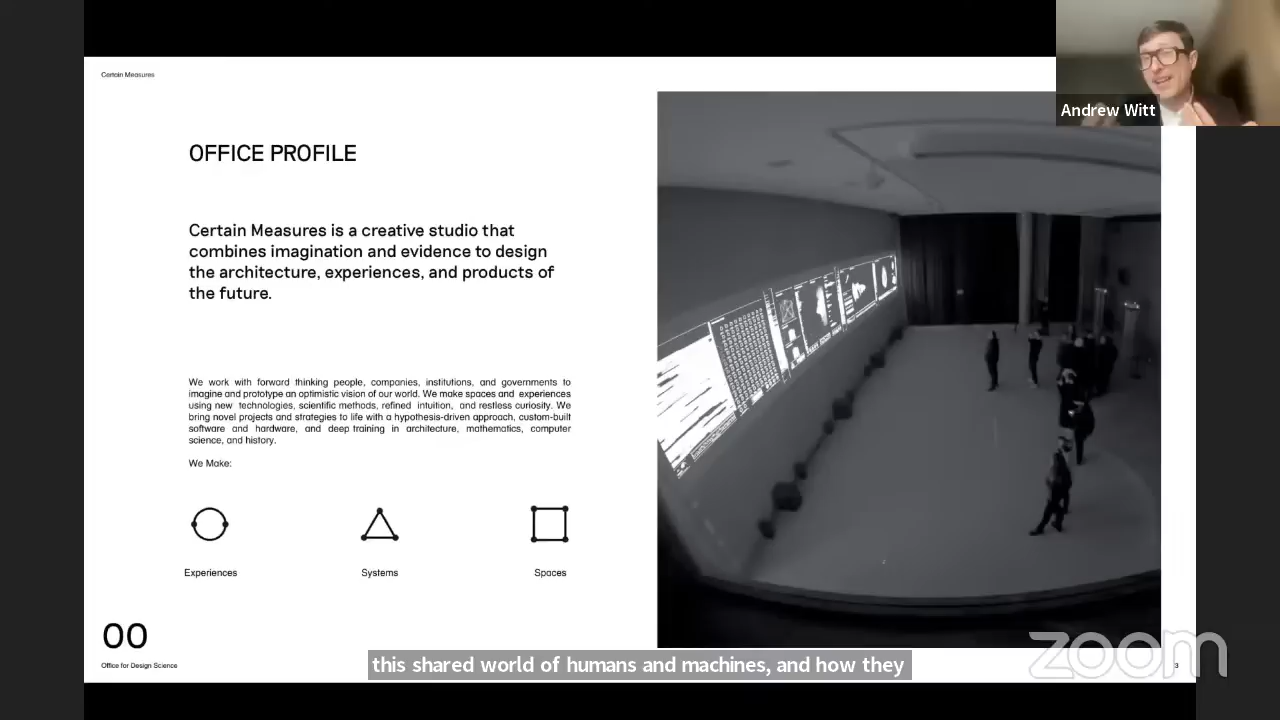 Certain Measures
Andrew Witt
OFFICE PROFILE
Certain Measures is a creative studio that
combines imagination and evidence to design
the architecture, experiences, and products of
the future.
We work with forward thinking people, companies, institutions, and governments to
imagine and prototype an optimistic vision of our world. We make spaces and experiences
using new technologies, scientific methods, refined intuition, and restless curiosity. We
bring novel projects and strategies to life with a hypothesis-driven approach, custom-built
software and hardware, and deep training in architecture, mathematics, computer
science, and history.
We Make:
Experiences
Systems
Spaces
00
Office for Design Science
this shared world of humans and machines, and how they
zoom
3